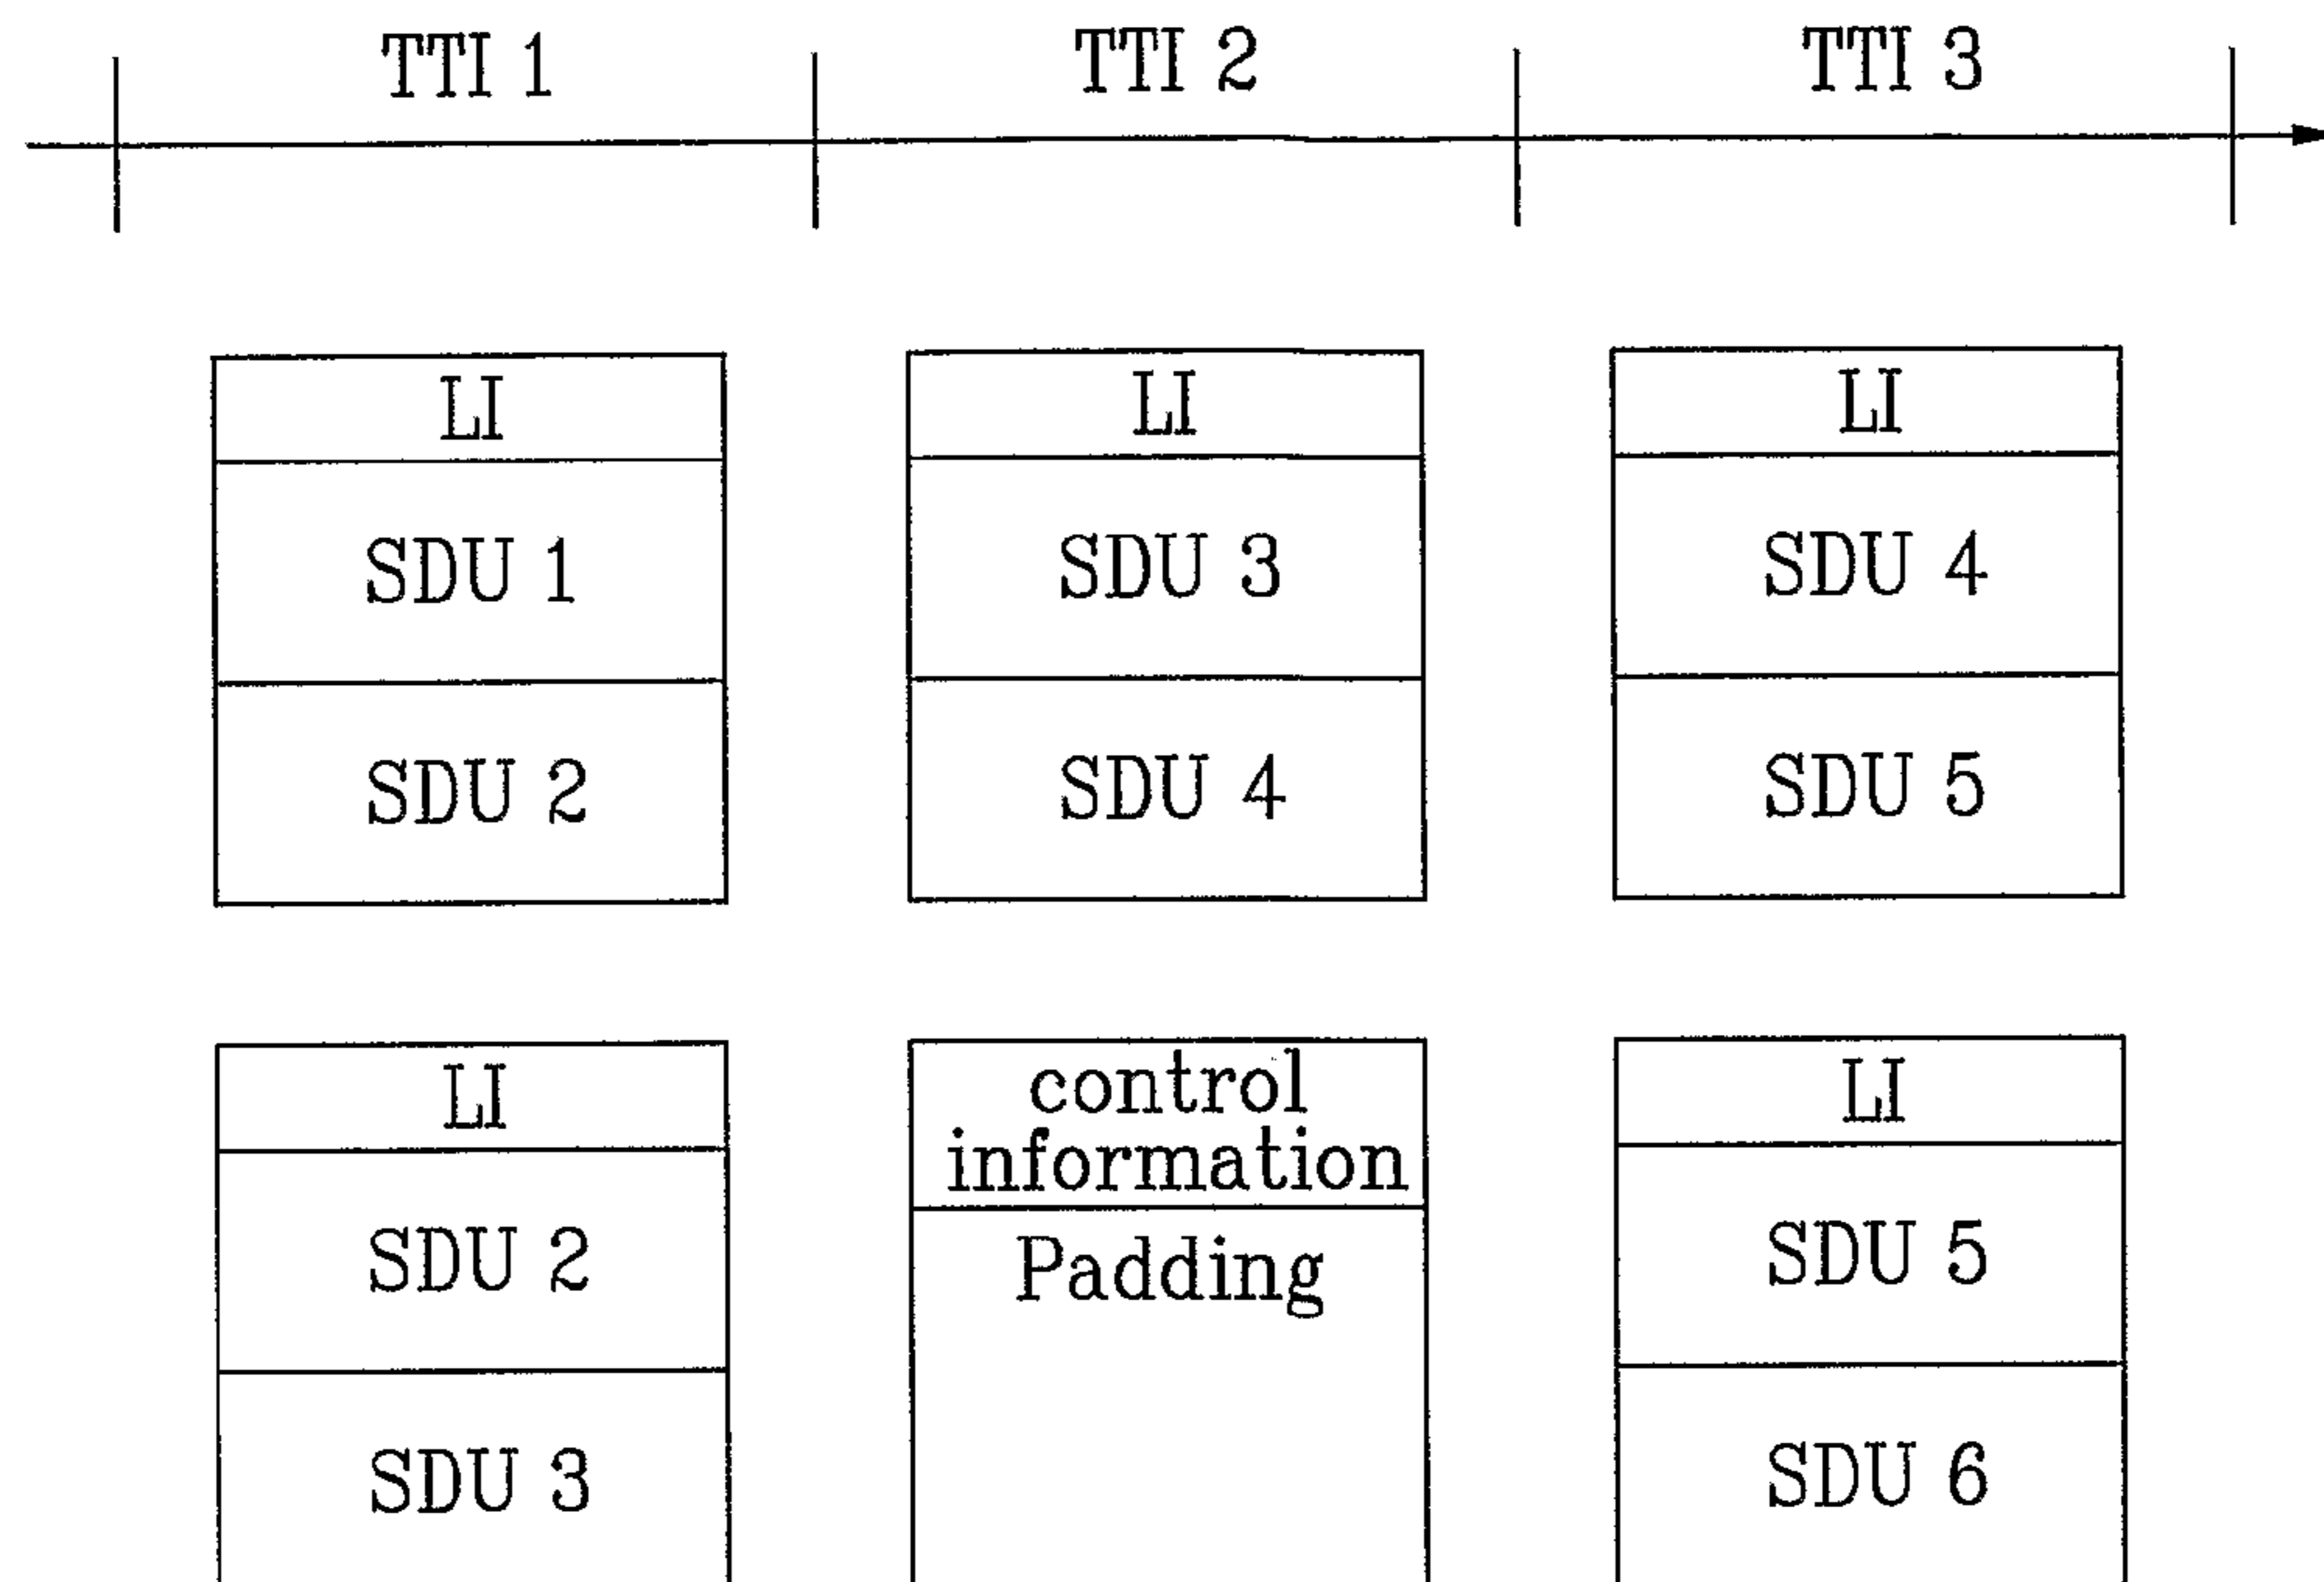 TTI 1
TTI 2
TTI 3
LI
SDU 1
SDU 2
LI
SDU 3
SDU 4
LI
SDU 4
SDU 5
LI
SDU 2
SDU 3
control
information
Padding
LI
SDU 5
SDU 6